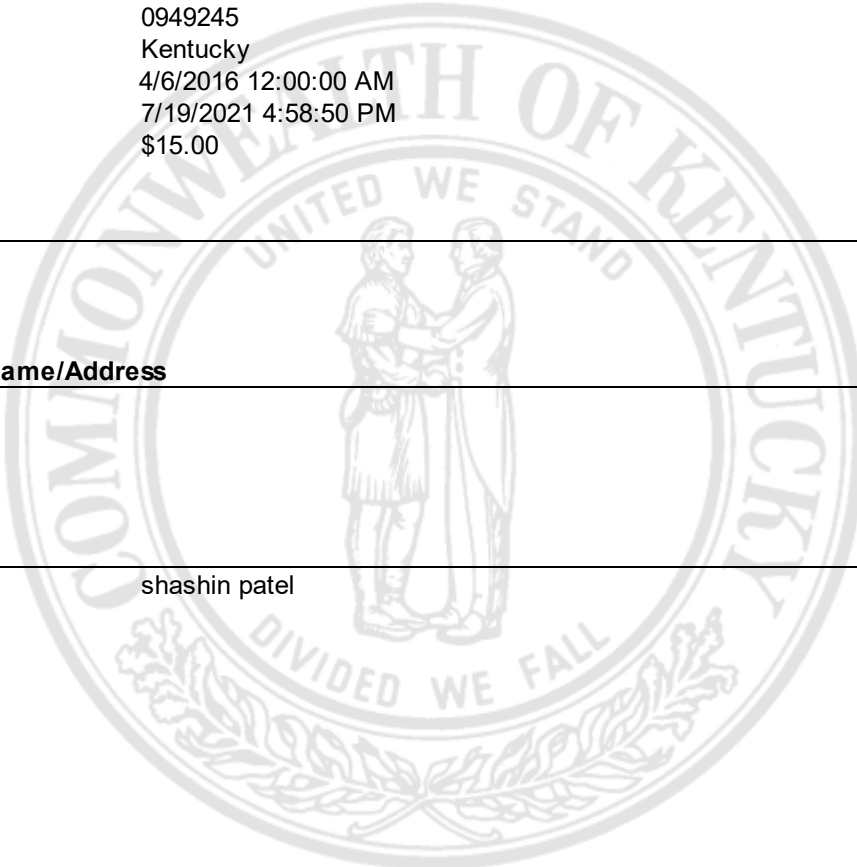 0949245
Kentucky
4/6/2016 12:00:00 AM
7/19/2021 4:58:50 PM
$15.00
COMMONWEALTH OF KENTUCKY
UNITED WE STAND
ame/Address
shashin patel
DIVIDED WE FALL